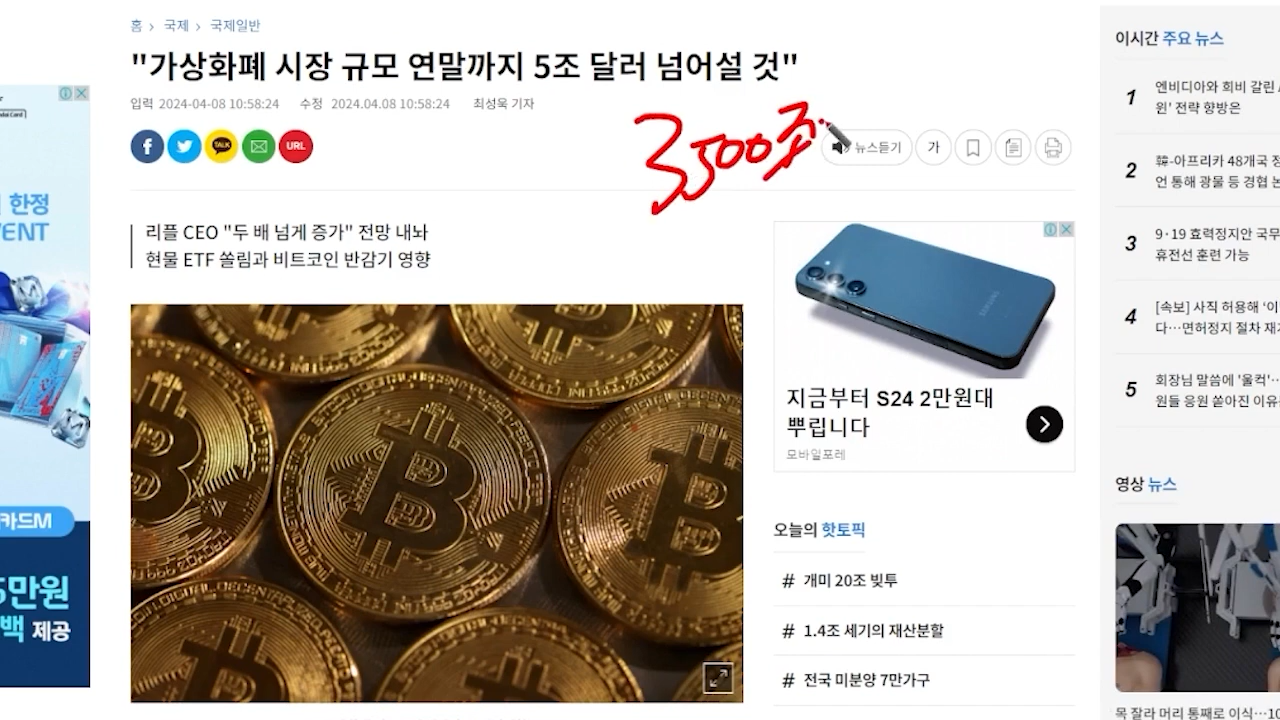 홈 › 국제 › 국제일반
"가상화폐 시장 규모 연말까지 5조 달러 넘어설 것"
입력 2024-04-08 10:58:24 수정 2024.04.08 10:58:24 최성욱 기자
TALK
URL
3500조
뉴스듣기
가
리플 CEO "두 배 넘게 증가" 전망 내놔
현물 ETF 쏠림과 비트코인 반감기 영향
한정
VENT
카드M
5만원
백 제공
SAMSUNG
지금부터 S24 2만원대
뿌립니다
모바일포레
오늘의 핫토픽
# 개미 20조 빚투
# 1.4조 세기의 재산분할
# 전국 미분양 7만가구
이시간 주요 뉴스
1 엔비디아와 희비 갈린
원' 전략 향방은
2 韓-아프리카 48개국
언 통해 광물 등 경협
3 9·19 효력정지안 국무
휴전선 훈련 가능
4 [속보] 사직 허용해 '이
다…면허정지 절차
5 회장님 말씀에 '울컥'
원들 응원 쏟아진 이유
영상 뉴스
목 잘라 머리 통째로 이식…10